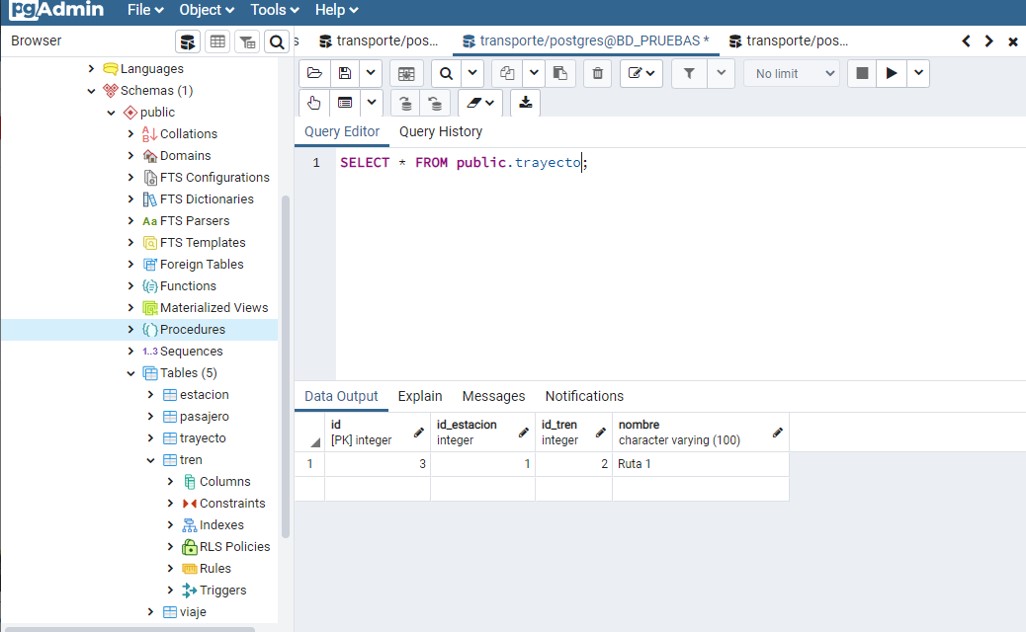 pgAdmin File Object Tools Help
Browser
s transporte/pos... transporte/postgres@BD_PRUEBAS * transporte/pos...
Languages
Schemas (1)
public
Collations
Domains
FTS Configurations
FTS Dictionaries
Aa FTS Parsers
FTS Templates
Foreign Tables
Functions
Materialized Views
Procedures
1..3 Sequences
Tables (5)
estacion
pasajero
trayecto
tren
Columns
Constraints
Indexes
RLS Policies
Rules
Triggers
viaje
No limit
Query Editor Query History
1 SELECT * FROM public.trayecto;
Data Output Explain Messages Notifications
id id_estacion id_tren nombre
[PK] integer integer integer character varying (100)
1 3 1 2 Ruta 1